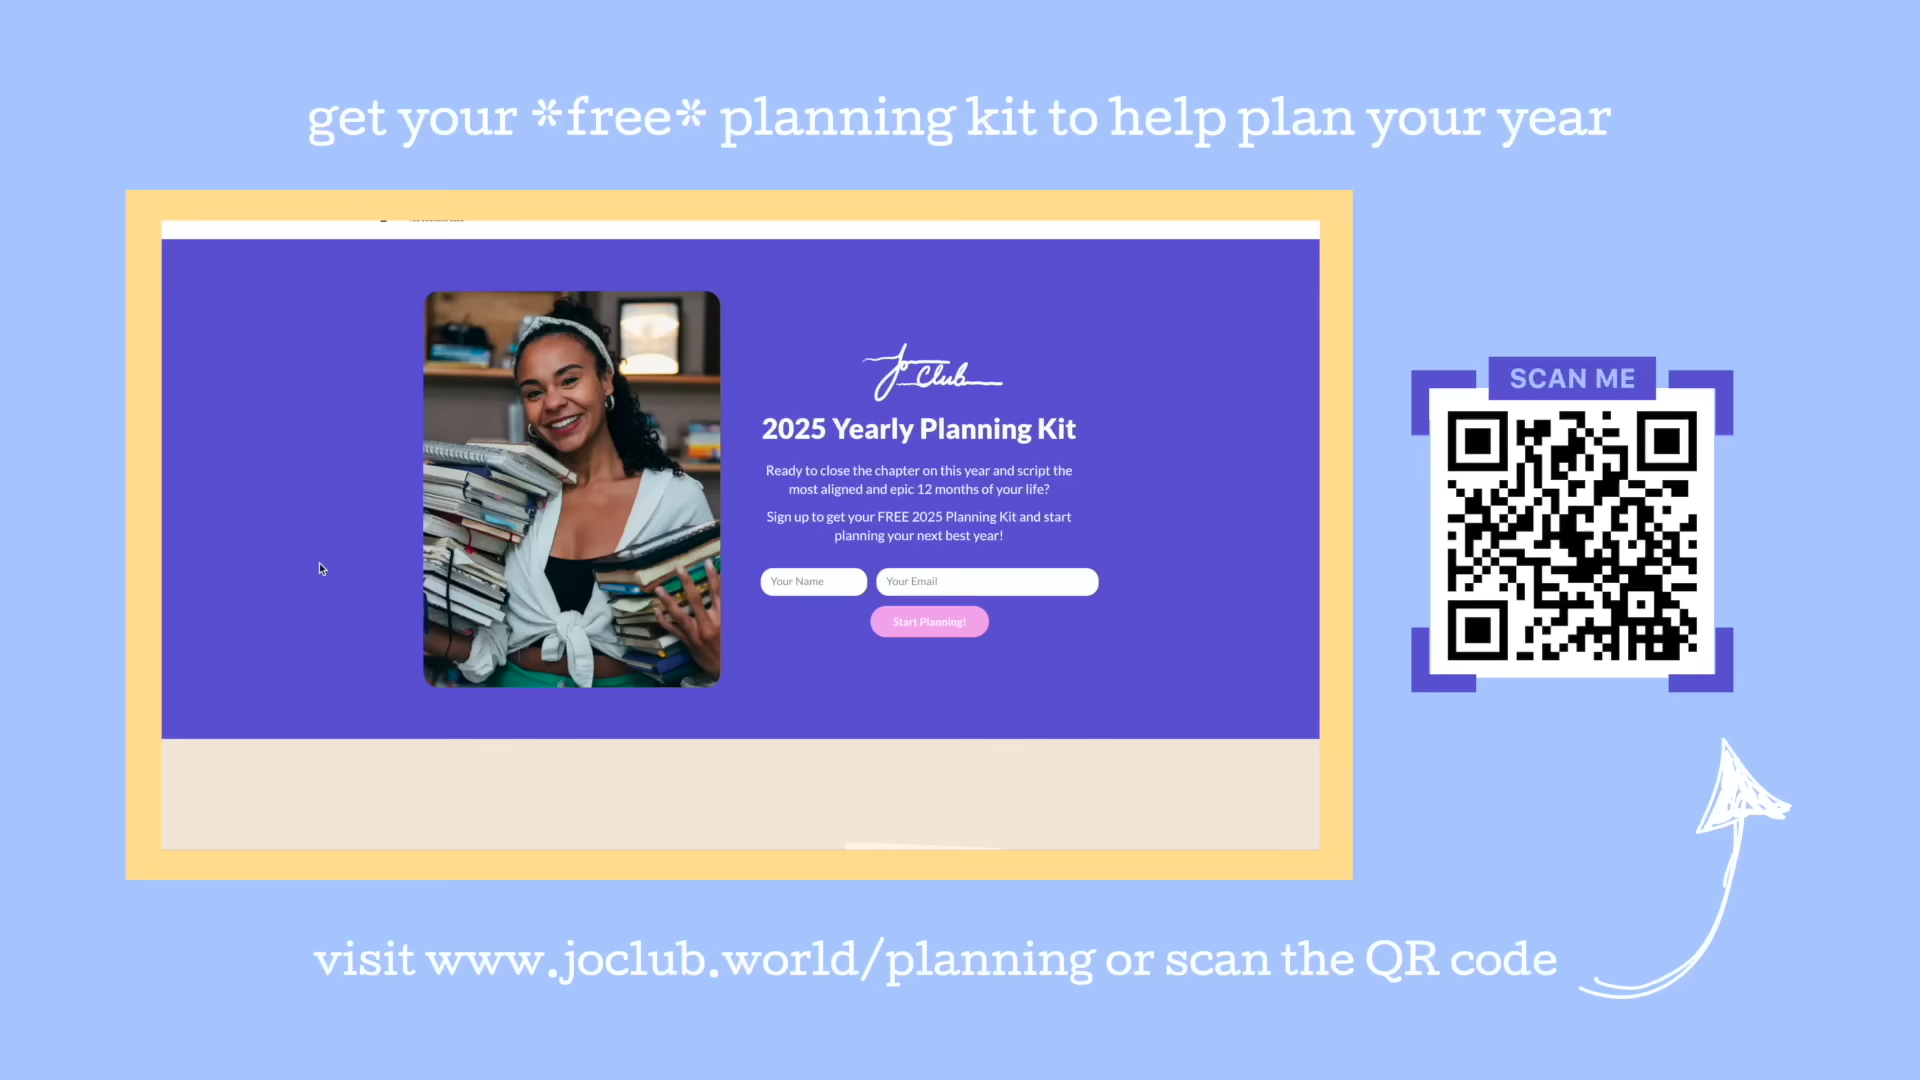 get your *free* planning kit to help plan your year
Jo Club
2025 Yearly Planning Kit
Ready to close the chapter on this year and script the
most aligned and epic 12 months of your life?
Sign up to get your FREE 2025 Planning Kit and start
planning your next best year!
Your Name
Your Email
Start Planning!
SCAN ME
visit www.joclub.world/planning or scan the QR code